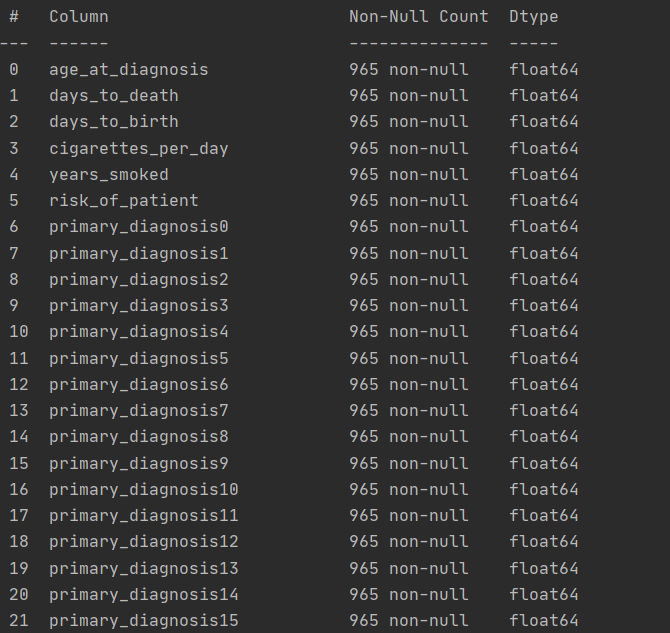 #   Column                        Non-Null Count  Dtype
---  ------                        --------------  -----
0   age_at_diagnosis              965 non-null    float64
1   days_to_death                 965 non-null    float64
2   days_to_birth                 965 non-null    float64
3   cigarettes_per_day            965 non-null    float64
4   years_smoked                  965 non-null    float64
5   risk_of_patient               965 non-null    float64
6   primary_diagnosis0            965 non-null    float64
7   primary_diagnosis1            965 non-null    float64
8   primary_diagnosis2            965 non-null    float64
9   primary_diagnosis3            965 non-null    float64
10  primary_diagnosis4            965 non-null    float64
11  primary_diagnosis5            965 non-null    float64
12  primary_diagnosis6            965 non-null    float64
13  primary_diagnosis7            965 non-null    float64
14  primary_diagnosis8            965 non-null    float64
15  primary_diagnosis9            965 non-null    float64
16  primary_diagnosis10           965 non-null    float64
17  primary_diagnosis11           965 non-null    float64
18  primary_diagnosis12           965 non-null    float64
19  primary_diagnosis13           965 non-null    float64
20  primary_diagnosis14           965 non-null    float64
21  primary_diagnosis15           965 non-null    float64